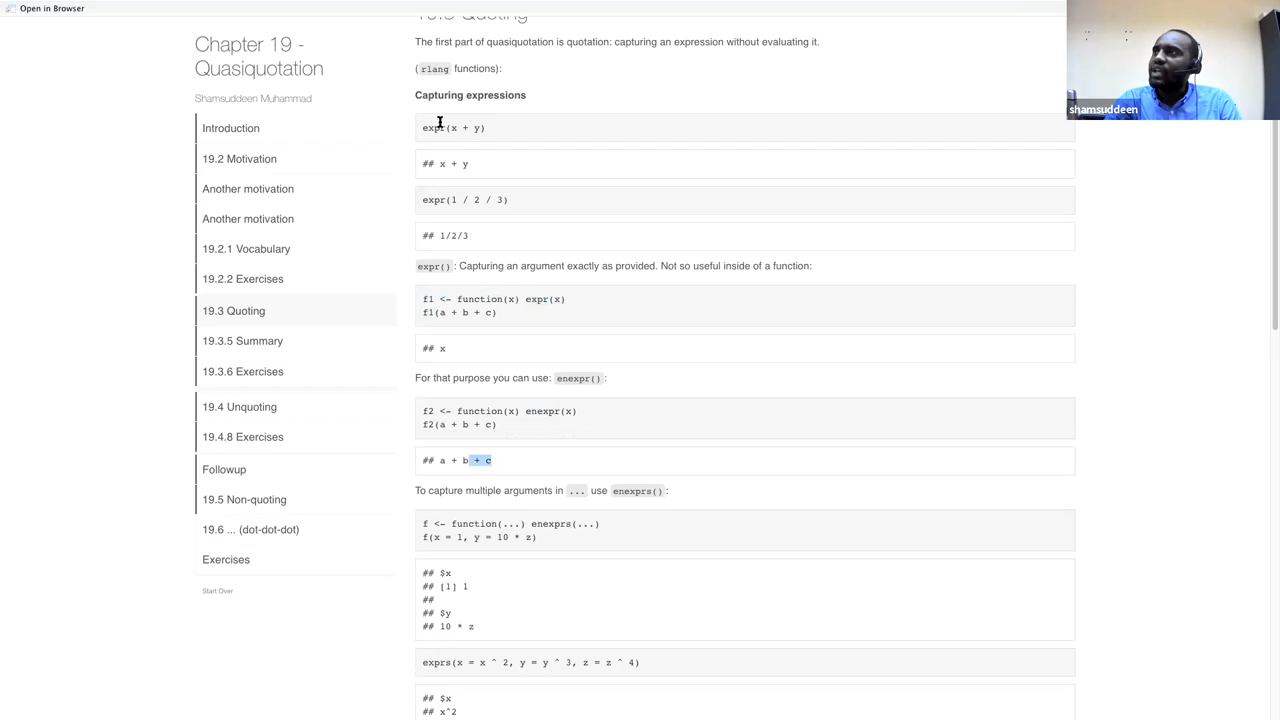 Open in Browser
Chapter 19 -
Quasiquotation
Shamsuddeen Muhammad
Introduction
19.2 Motivation
Another motivation
Another motivation
19.2.1 Vocabulary
19.2.2 Exercises
19.3 Quoting
19.3.5 Summary
19.3.6 Exercises
19.4 Unquoting
19.4.8 Exercises
Followup
19.5 Non-quoting
19.6 ... (dot-dot-dot)
Exercises
Start Over
19.3 Quoting
The first part of quasiquotation is quotation: capturing an expression without evaluating it.
(rlang functions):
Capturing expressions
expr(x + y)
## x + y
expr(1 / 2 / 3)
## 1/2/3
expr(): Capturing an argument exactly as provided. Not so useful inside of a function:
f1 <- function(x) expr(x)
f1(a + b + c)
## x
For that purpose you can use: enexpr():
f2 <- function(x) enexpr(x)
f2(a + b + c)
## a + b + c
To capture multiple arguments in ... use enexprs():
f <- function(...) enexprs(...)
f(x = 1, y = 10 * z)
## $x
## [1] 1
##
## $y
## 10 * z
exprs(x = x ^ 2, y = y ^ 3, z = z ^ 4)
## $x
## x^2
shamsuddeen